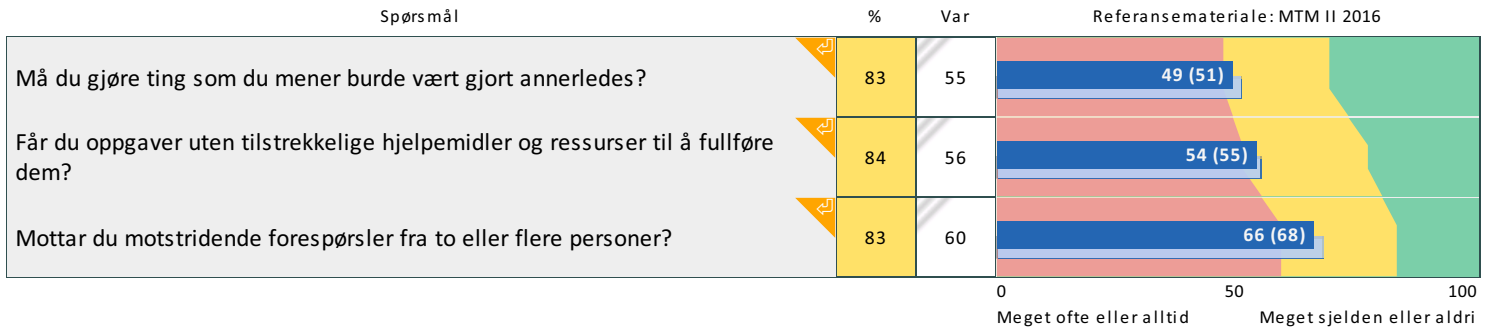 Spørsmål % Var Referansemateriale: MTM II 2016
Må du gjøre ting som du mener burde vært gjort annerledes? 83 55 49 (51)
Får du oppgaver uten tilstrekkelige hjelpemidler og ressurser til å fullføre
dem? 84 56 54 (55)
Mottar du motstridende forespørsler fra to eller flere personer? 83 60 66 (68)
0 50 100
Meget ofte eller alltid Meget sjelden eller aldri